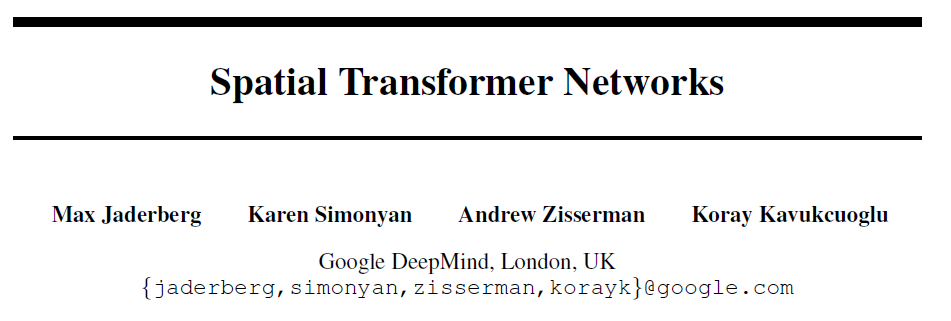 Spatial Transformer Networks
Max Jaderberg Karen Simonyan Andrew Zisserman Koray Kavukcuoglu
Google DeepMind, London, UK
{jaderberg,simonyan,zisserman,korayk}@google.com